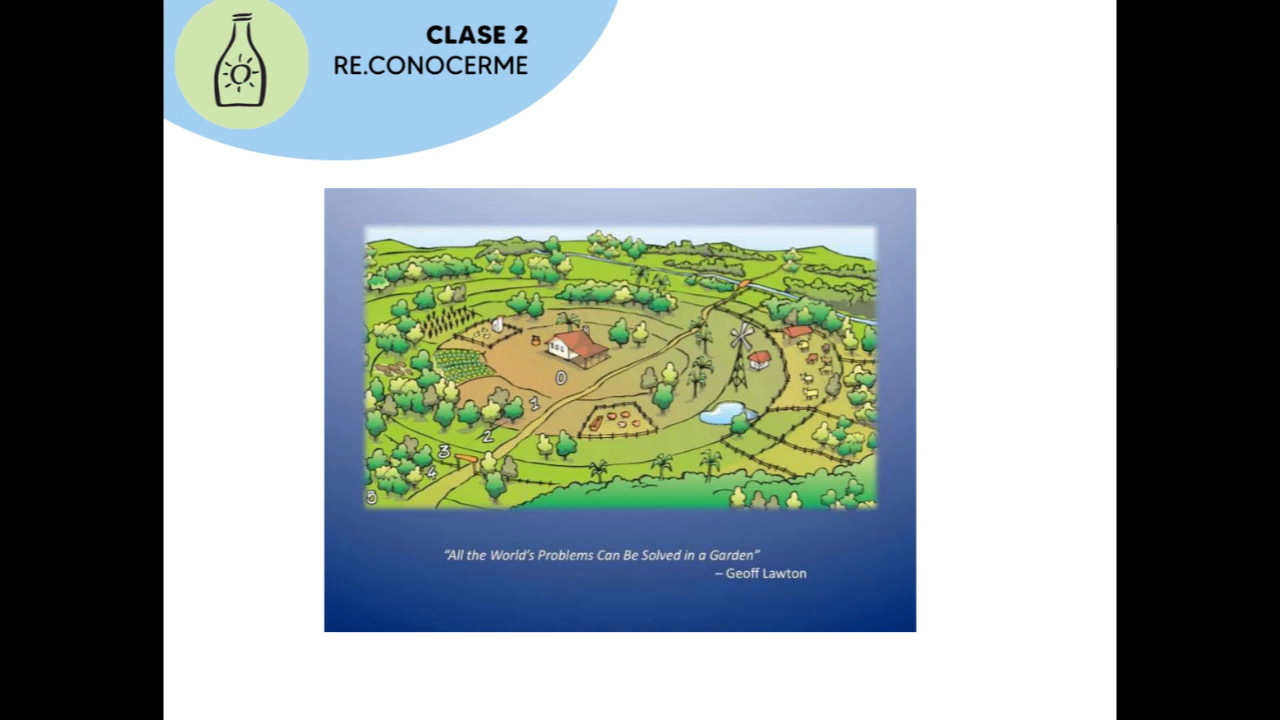 CLASE 2
RE.CONOCERME
0
1
2
3
4
5
“All the World’s Problems Can Be Solved in a Garden”
– Geoff Lawton